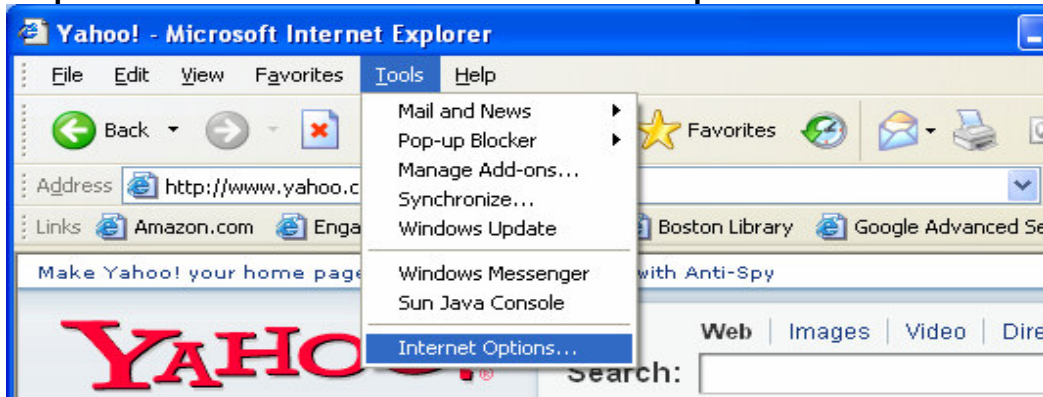 Yahoo! - Microsoft Internet Explorer
File Edit View Favorites Tools Help
Mail and News
Pop-up Blocker
Manage Add-ons...
Synchronize...
Windows Update
Windows Messenger
Sun Java Console
Internet Options...
Back Favorites
Address http://www.yahoo.c
Links Amazon.com Enga Boston Library Google Advanced Se
Make Yahoo! your home page with Anti-Spy
YAHO
Web | Images | Video | Dire
Search: